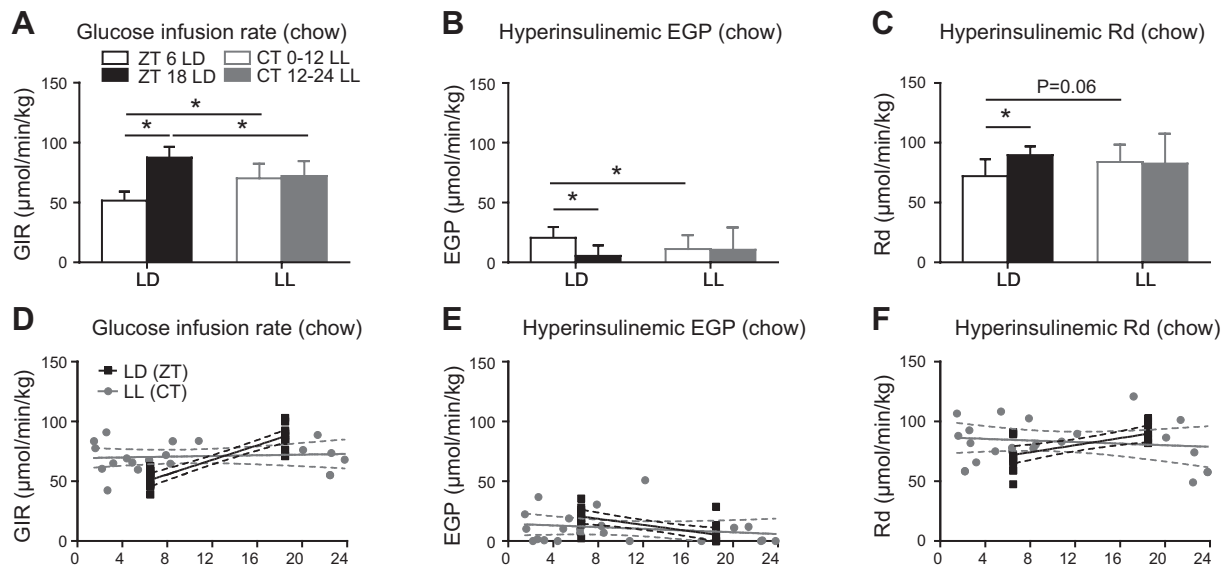 A Glucose infusion rate (chow)
ZT 6 LD CT 0-12 LL
ZT 18 LD CT 12-24 LL
150
100
50
0
GIR (µmol/min/kg)
* * *
LD LL
B Hyperinsulinemic EGP (chow)
150
100
50
0
EGP (µmol/min/kg)
* *
LD LL
C Hyperinsulinemic Rd (chow)
150
100
50
0
Rd (µmol/min/kg)
P=0.06
*
LD LL
D Glucose infusion rate (chow)
150
100
50
0
GIR (µmol/min/kg)
LD (ZT)
LL (CT)
0 4 8 12 16 20 24
E Hyperinsulinemic EGP (chow)
150
100
50
0
EGP (µmol/min/kg)
0 4 8 12 16 20 24
F Hyperinsulinemic Rd (chow)
150
100
50
0
Rd (µmol/min/kg)
0 4 8 12 16 20 24